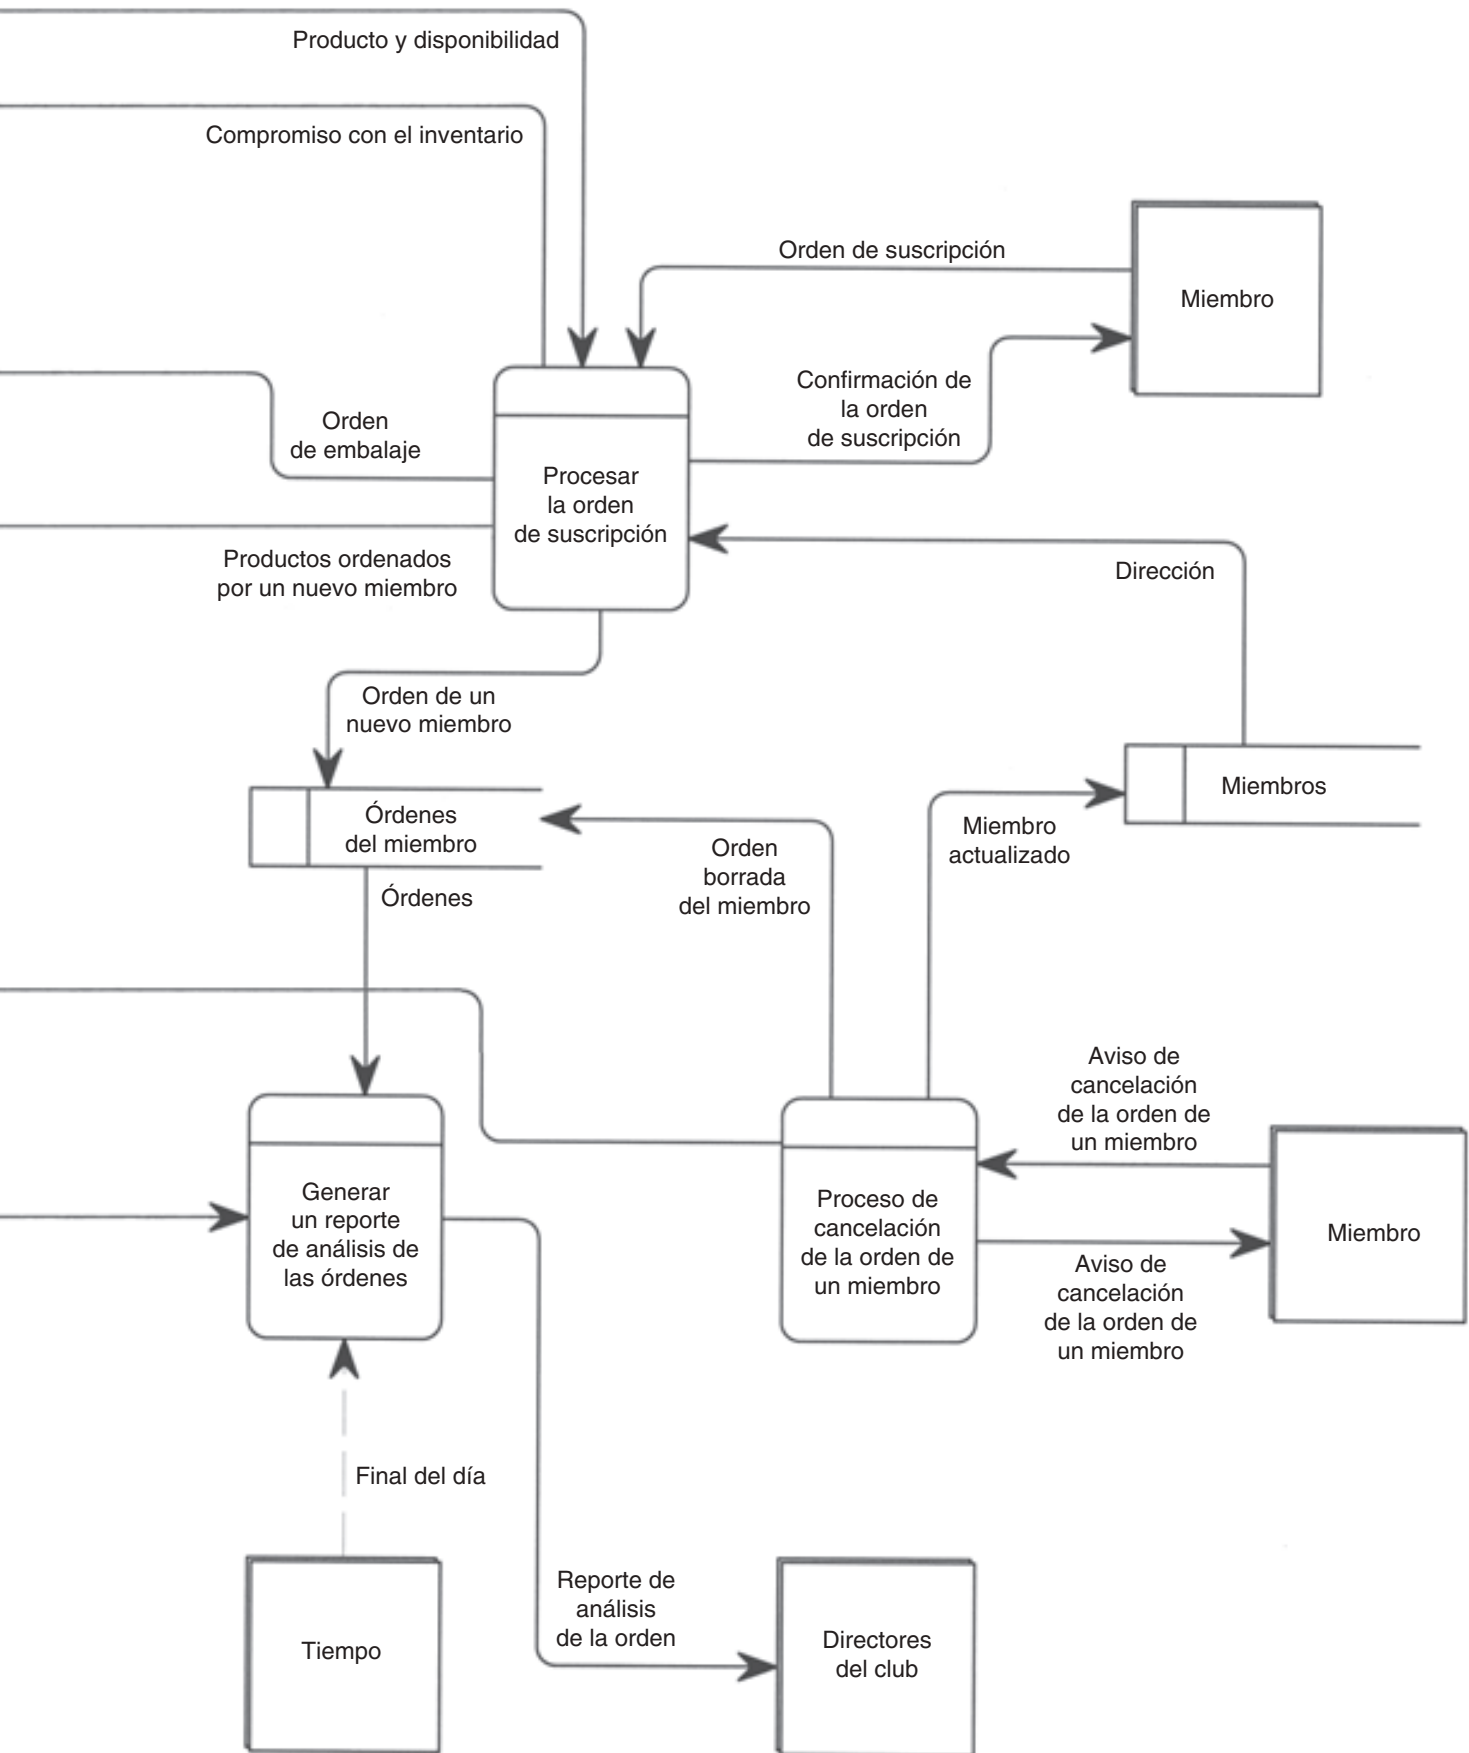 Producto y disponibilidad
Compromiso con el inventario
Orden de suscripción
Miembro
Confirmación de
la orden
de suscripción
Orden
de embalaje
Procesar
la orden
de suscripción
Productos ordenados
por un nuevo miembro
Dirección
Orden de un
nuevo miembro
Órdenes
del miembro
Miembros
Miembro
actualizado
Orden
borrada
del miembro
Órdenes
Aviso de
cancelación
de la orden de
un miembro
Generar
un reporte
de análisis de
las órdenes
Proceso de
cancelación
de la orden de
un miembro
Miembro
Aviso de
cancelación
de la orden de
un miembro
Final del día
Reporte de
análisis
de la orden
Tiempo
Directores
del club